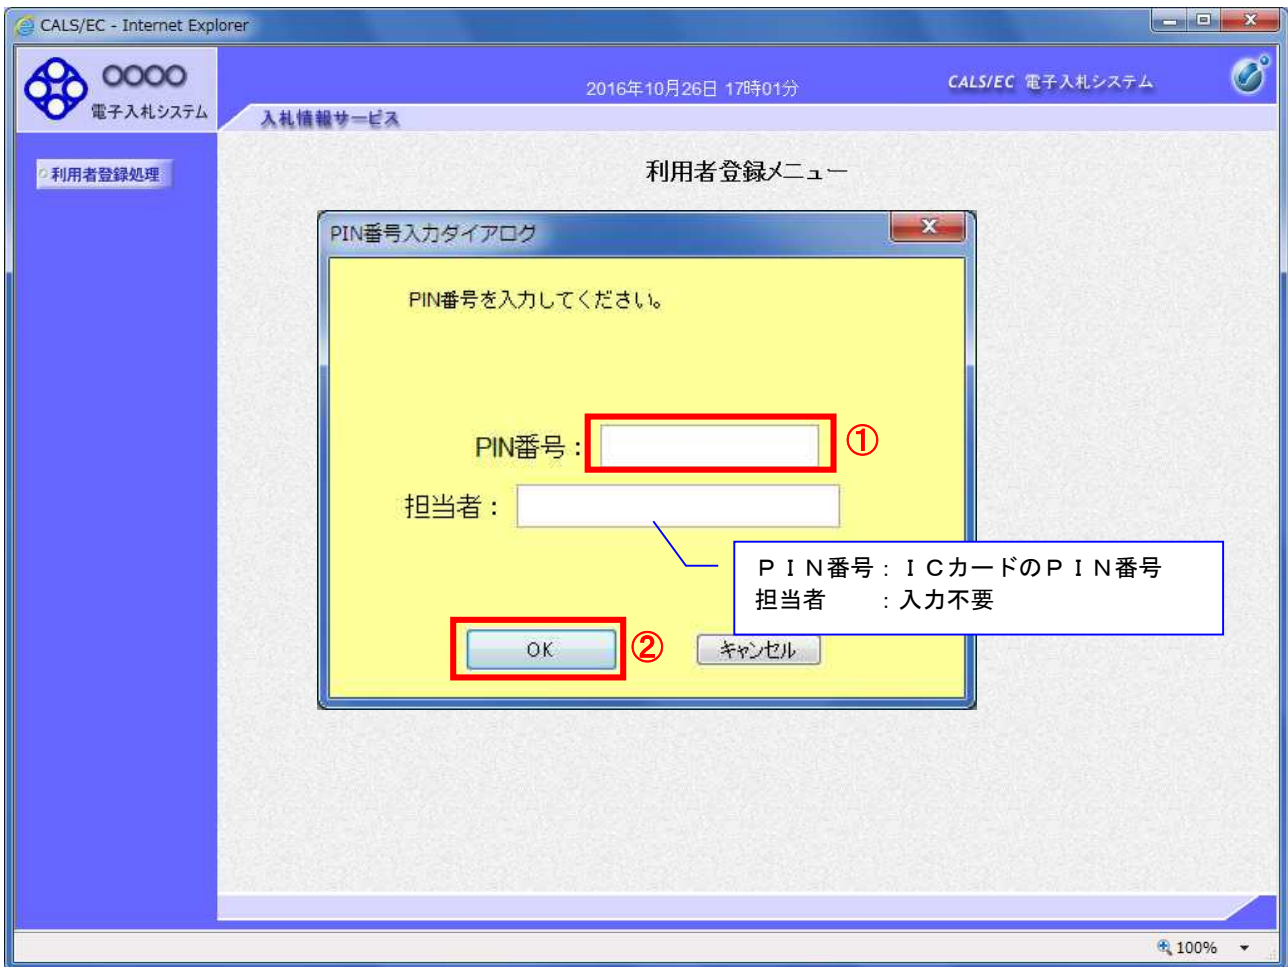 CALS/EC - Internet Explorer
○○○○
電子入札システム
2016年10月26日 17時01分
CALS/EC 電子入札システム
入札情報サービス
利用者登録処理
利用者登録メニュー
PIN番号入力ダイアログ
PIN番号を入力してください。
PIN番号：
①
担当者：
ＰＩＮ番号：ＩＣカードのＰＩＮ番号
担当者　　：入力不要
OK
②
キャンセル
100%